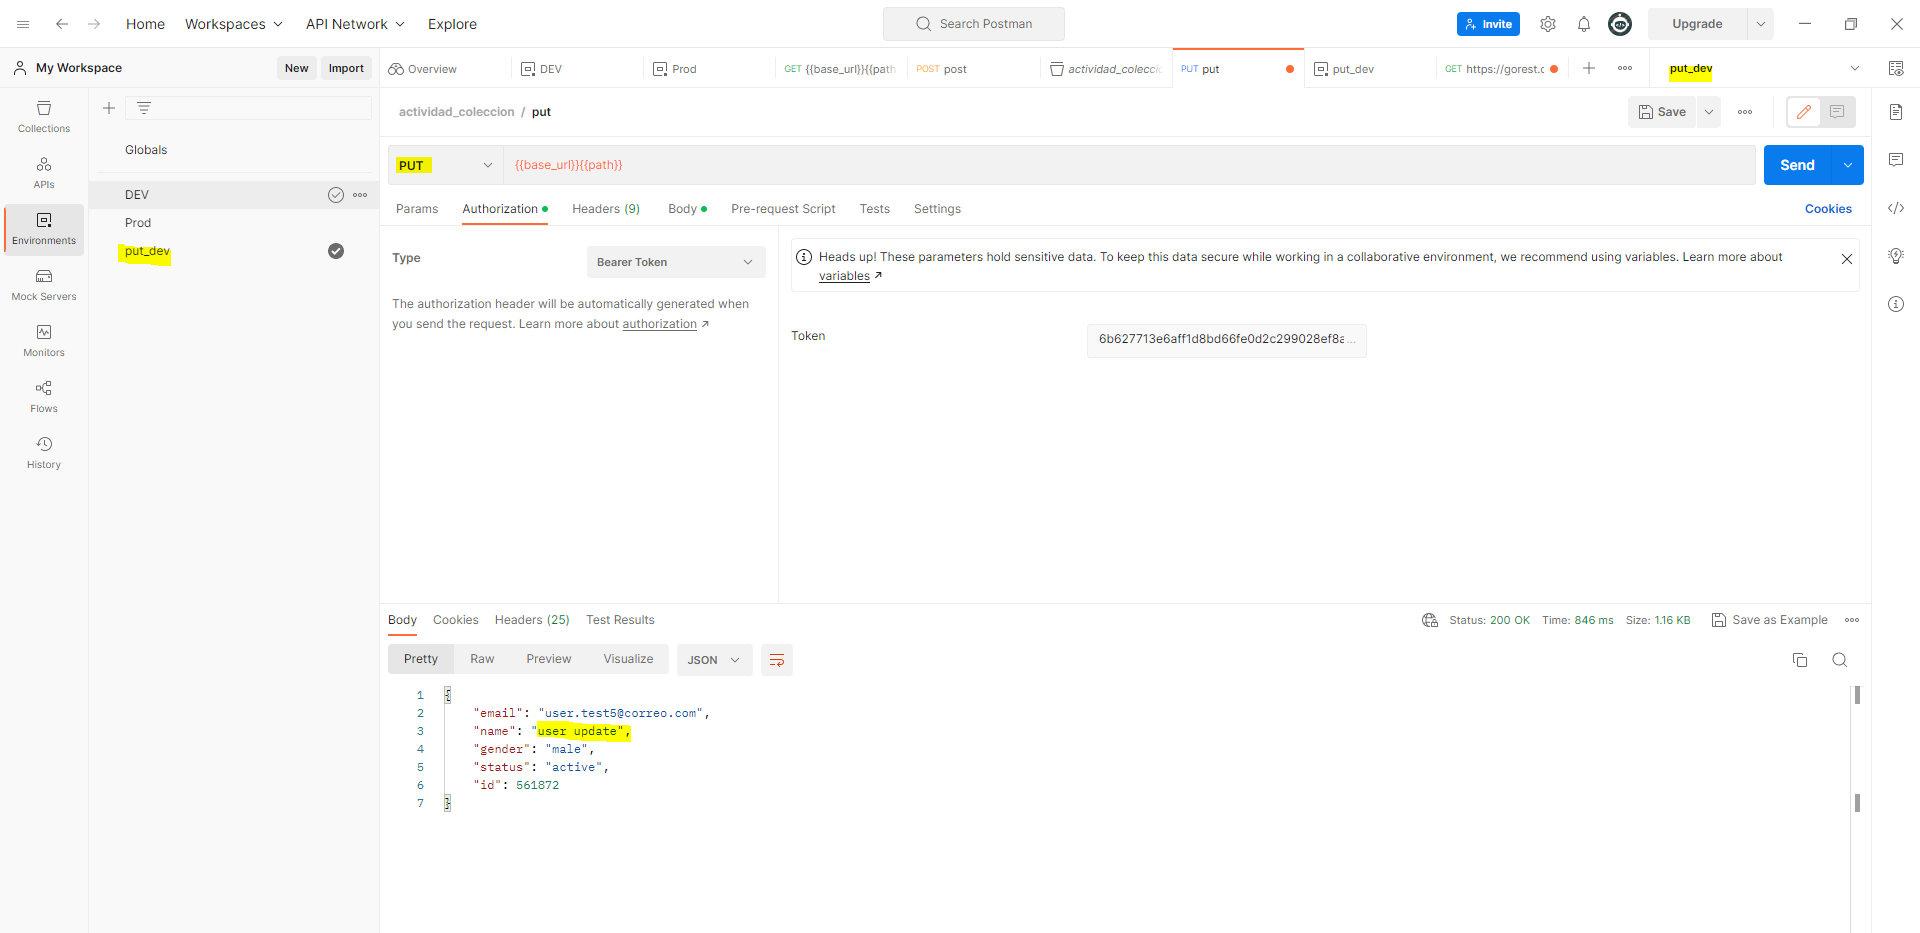 Home
Workspaces
API Network
Explore
Search Postman
Invite
Upgrade
My Workspace
New
Import
Overview
DEV
Prod
GET {{base_url}}{{path
POST post
actividad_colecci
PUT put
put_dev
GET https://gorest.c
put_dev
Collections
APIs
Environments
Mock Servers
Monitors
Flows
History
Globals
DEV
Prod
put_dev
actividad_coleccion / put
Save
PUT
{{base_url}}{{path}}
Send
Params
Authorization
Headers (9)
Body
Pre-request Script
Tests
Settings
Cookies
Type
Bearer Token
The authorization header will be automatically generated when
you send the request. Learn more about authorization ↗
Heads up! These parameters hold sensitive data. To keep this data secure while working in a collaborative environment, we recommend using variables. Learn more about
variables ↗
Token
6b627713e6aff1d8bd66fe0d2c299028ef8a...
Body
Cookies
Headers (25)
Test Results
Status: 200 OK
Time: 846 ms
Size: 1.16 KB
Save as Example
Pretty
Raw
Preview
Visualize
JSON
1 {
2 "email": "user.test5@correo.com",
3 "name": "user update",
4 "gender": "male",
5 "status": "active",
6 "id": 561872
7 }